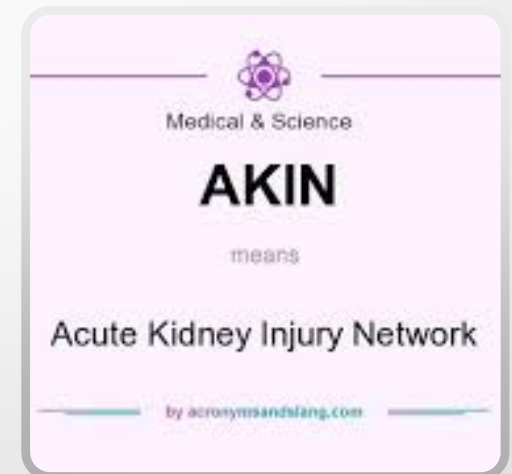 Medical & Science
AKIN
means
Acute Kidney Injury Network
by acronymsandslang.com